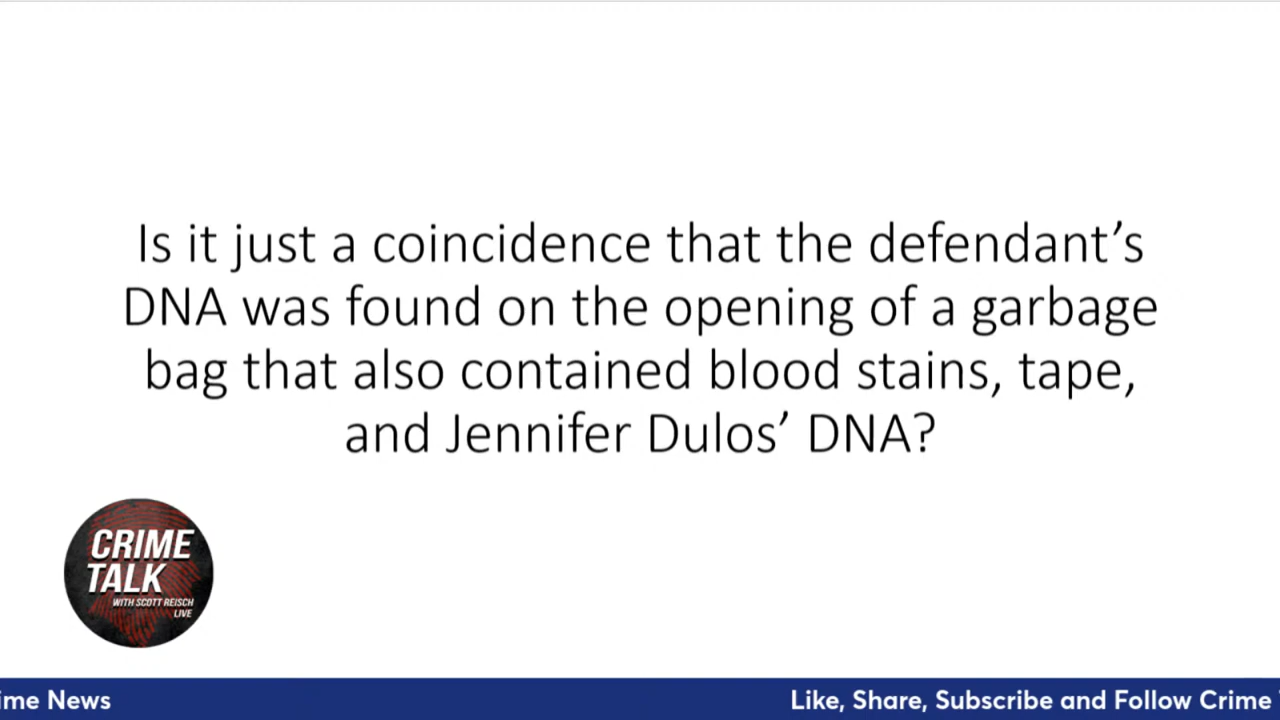 Is it just a coincidence that the defendant’s
DNA was found on the opening of a garbage
bag that also contained blood stains, tape,
and Jennifer Dulos’ DNA?
CRIME
TALK
WITH SCOTT REISCH
LIVE
ime News
Like, Share, Subscribe and Follow Crime